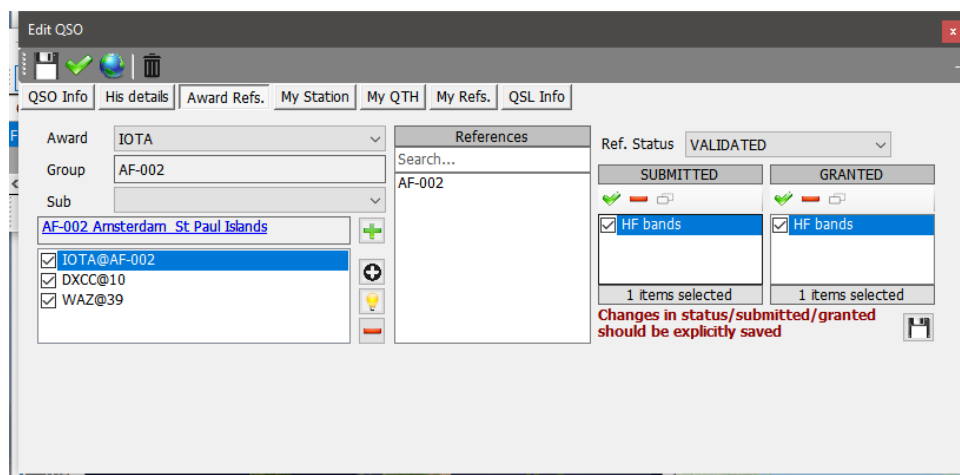 Edit QSO
x
QSO Info His details Award Refs. My Station My QTH My Refs. QSL Info
Award IOTA
Group AF-002
Sub
AF-002 Amsterdam St Paul Islands
IOTA@AF-002
DXCC@10
WAZ@39
References
Search...
AF-002
Ref. Status VALIDATED
SUBMITTED GRANTED
HF bands HF bands
1 items selected 1 items selected
Changes in status/submitted/granted
should be explicitly saved